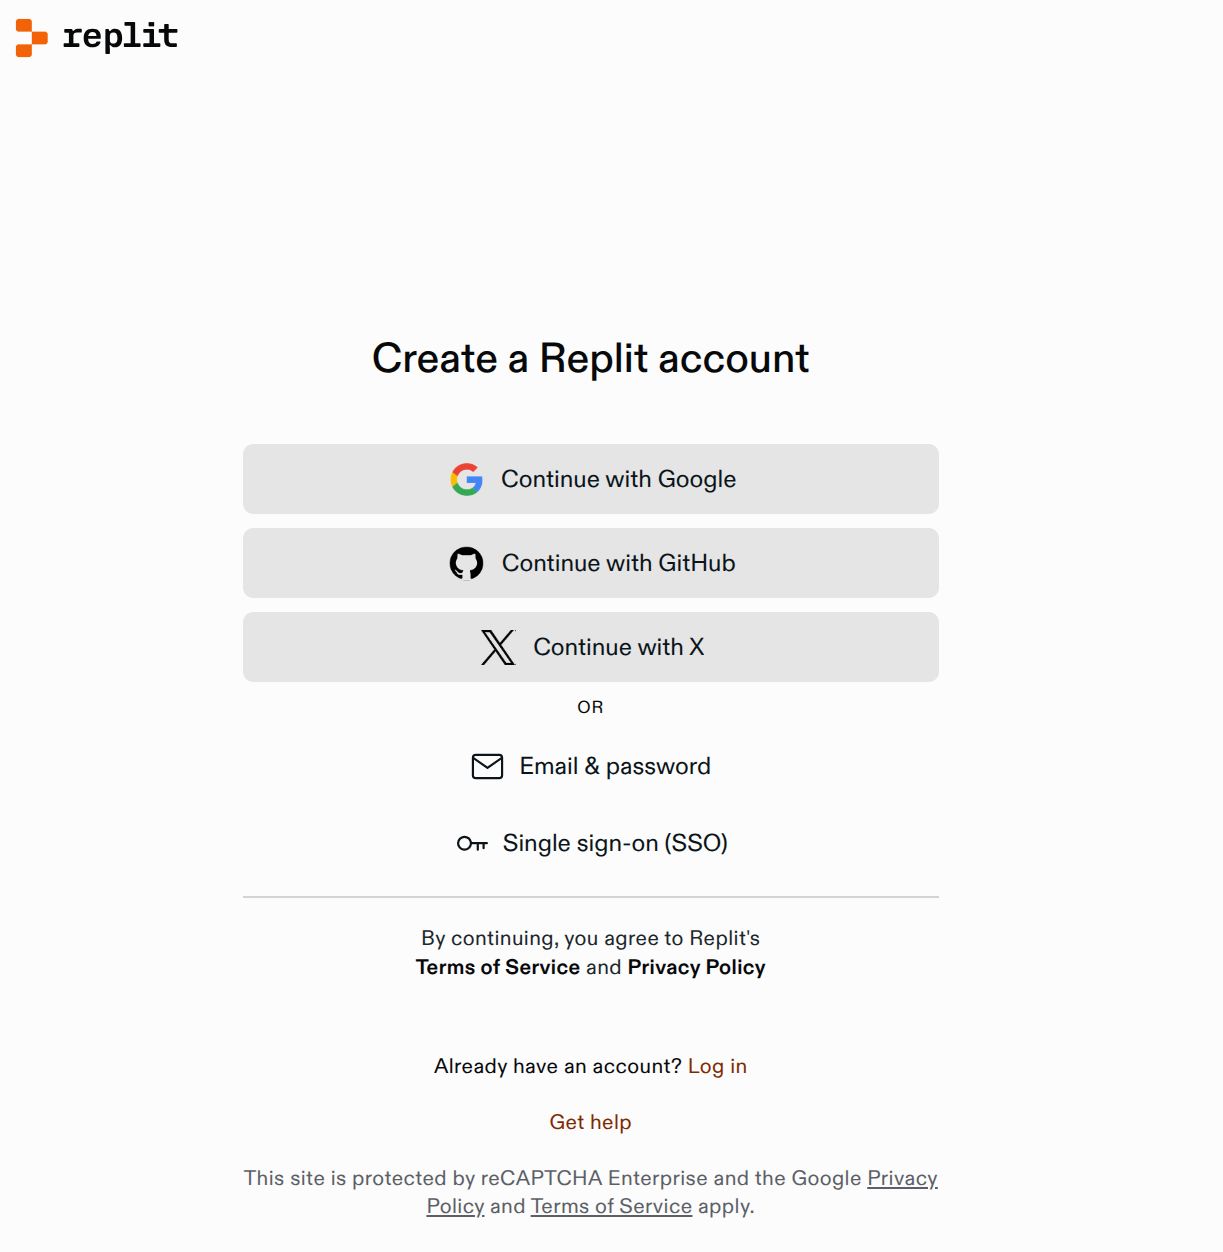 replit
Create a Replit account
Continue with Google
Continue with GitHub
Continue with X
OR
Email & password
Single sign-on (SSO)
By continuing, you agree to Replit's
Terms of Service and Privacy Policy
Already have an account? Log in
Get help
This site is protected by reCAPTCHA Enterprise and the Google Privacy
Policy and Terms of Service apply.